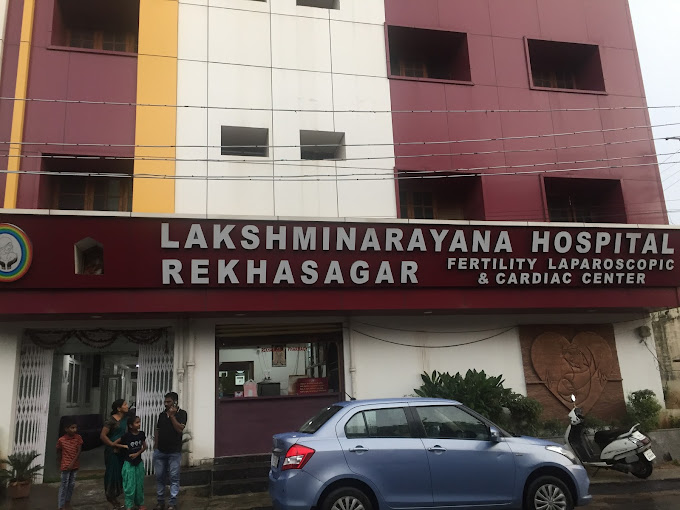 LAKSHMINARAYANA HOSPITAL
REKHASAGAR
FERTILITY LAPAROSCOPIC
& CARDIAC CENTER